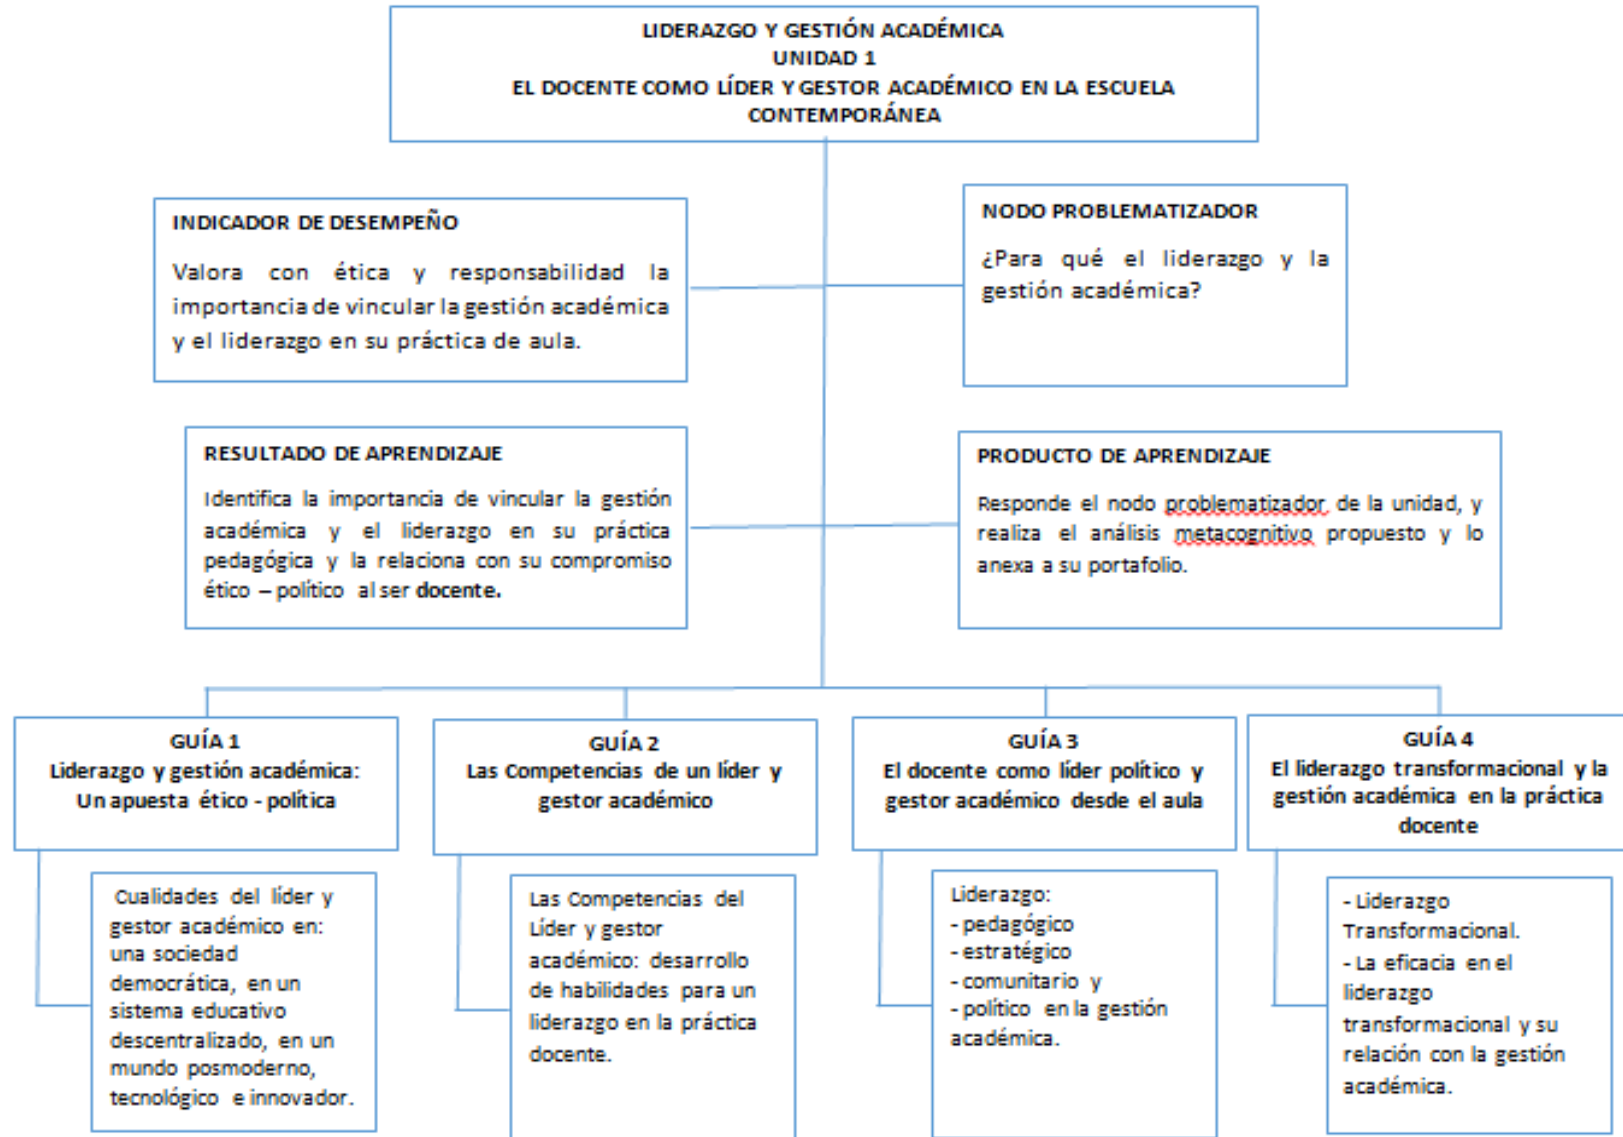 LIDERAZGO Y GESTIÓN ACADÉMICA
UNIDAD 1
EL DOCENTE COMO LÍDER Y GESTOR ACADÉMICO EN LA ESCUELA
CONTEMPORÁNEA
INDICADOR DE DESEMPEÑO
Valora con ética y responsabilidad la
importancia de vincular la gestión académica
y el liderazgo en su práctica de aula.
NODO PROBLEMATIZADOR
¿Para qué el liderazgo y la
gestión académica?
RESULTADO DE APRENDIZAJE
Identifica la importancia de vincular la gestión
académica y el liderazgo en su práctica
pedagógica y la relaciona con su compromiso
ético – político al ser docente.
PRODUCTO DE APRENDIZAJE
Responde el nodo problematizador de la unidad, y
realiza el análisis metacognitivo propuesto y lo
anexa a su portafolio.
GUÍA 1
Liderazgo y gestión académica:
Un apuesta ético - política
Cualidades del líder y
gestor académico en:
una sociedad
democrática, en un
sistema educativo
descentralizado, en un
mundo posmoderno,
tecnológico e innovador.
GUÍA 2
Las Competencias de un líder y
gestor académico
Las Competencias del
Líder y gestor
académico: desarrollo
de habilidades para un
liderazgo en la práctica
docente.
GUÍA 3
El docente como líder político y
gestor académico desde el aula
Liderazgo:
- pedagógico
- estratégico
- comunitario y
- político en la gestión
académica.
GUÍA 4
El liderazgo transformacional y la
gestión académica en la práctica
docente
- Liderazgo
Transformacional.
- La eficacia en el
liderazgo
transformacional y su
relación con la gestión
académica.